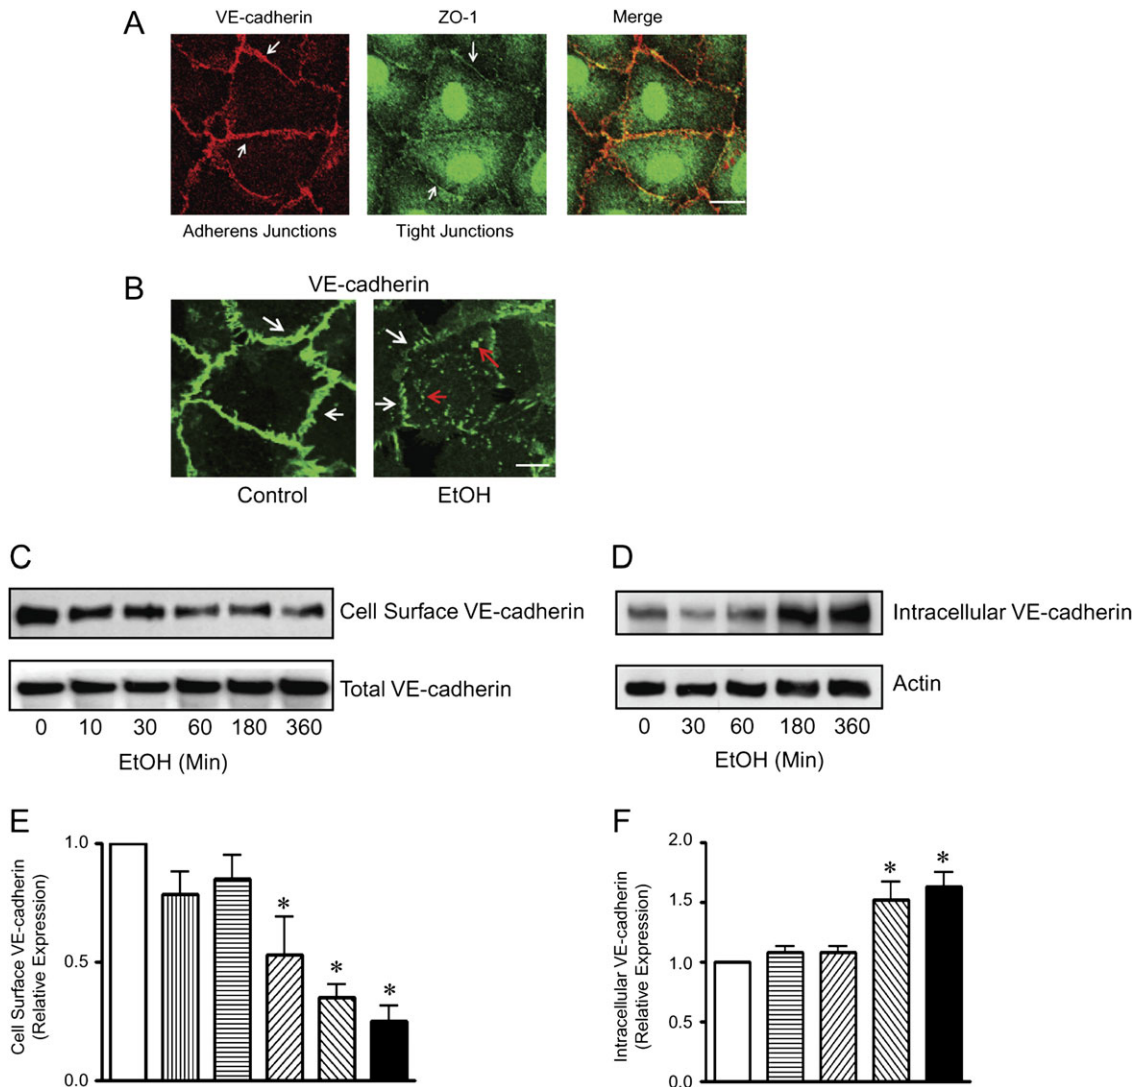 A
VE-cadherin ZO-1 Merge
Adherens Junctions Tight Junctions
B
VE-cadherin
Control EtOH
C
Cell Surface VE-cadherin
Total VE-cadherin
0 10 30 60 180 360
EtOH (Min)
D
Intracellular VE-cadherin
Actin
0 30 60 180 360
EtOH (Min)
E
Cell Surface VE-cadherin
(Relative Expression)
1.0
0.5
0.0
* * *
F
Intracellular VE-cadherin
(Relative Expression)
2.0
1.5
1.0
0.5
0.0
* *